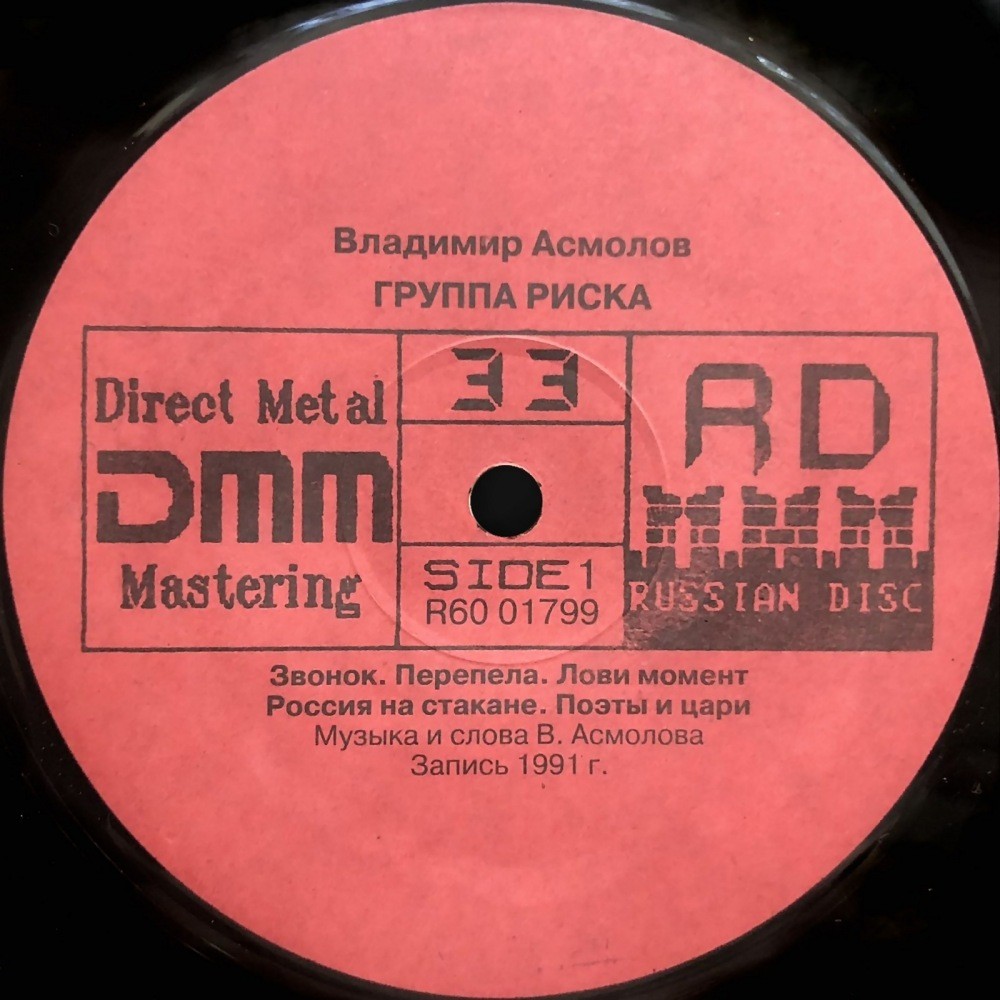 Владимир Асмолов
ГРУППА РИСКА
Direct Metal
DMM
Mastering
33
SIDE 1
R60 01799
RD
RUSSIAN DISC
Звонок. Перепела. Лови момент
Россия на стакане. Поэты и цари
Музыка и слова В. Асмолова
Запись 1991 г.